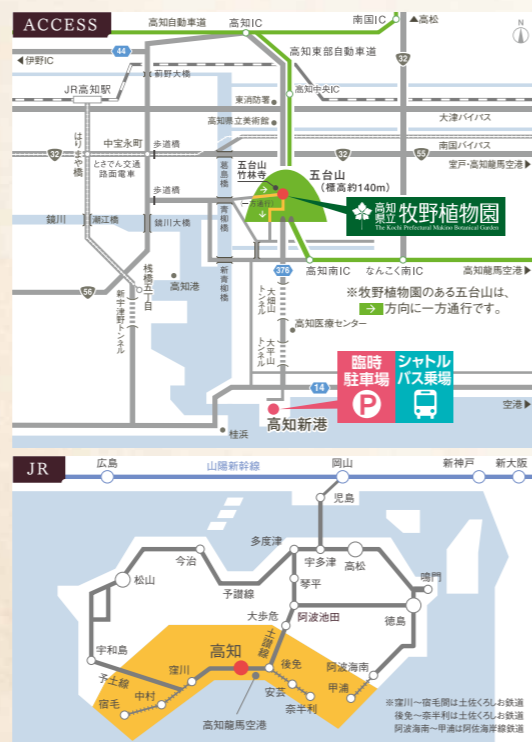 ACCESS
高知自動車道
高知IC
南国IC
▲高松
N
44
◀伊野IC
薊野大橋
高知東部自動車道
32
JR高知駅
高知中央IC
東消防署
高知県立美術館
大津バイパス
はりまや橋
32
中宝永町
歩道橋
とさでん交通
路面電車
葛島橋
五台山
竹林寺
五台山
(標高約140m)
南国バイパス
32
55
室戸・高知龍馬空港▶
歩道橋
青柳橋
(一方通行)
高知
県立
牧野植物園
The Kochi Prefectural Makino Botanical Garden
鏡川
潮江橋
鏡川大橋
新青柳橋
376
高知南IC
なんこく南IC
高知龍馬空港▶
56
桟橋五丁目
高知港
新宇津野トンネル
大畑山
トンネル
高知医療センター
大平山
トンネル
※牧野植物園のある五台山は、
→方向に一方通行です。
臨時
駐車場
P
シャトル
バス乗場
14
空港▶
高知新港
桂浜
JR
広島
山陽新幹線
岡山
新神戸
新大阪
児島
多度津
宇多津
高松
今治
松山
予讃線
琴平
鳴門
大歩危
阿波池田
徳島
宇和島
予土線
高知
土讃線
窪川
後免
阿波海南
中村
宿毛
安芸
奈半利
甲浦
高知龍馬空港
※窪川〜宿毛間は土佐くろしお鉄道
後免〜奈半利は土佐くろしお鉄道
阿波海南〜甲浦は阿佐海岸線鉄道